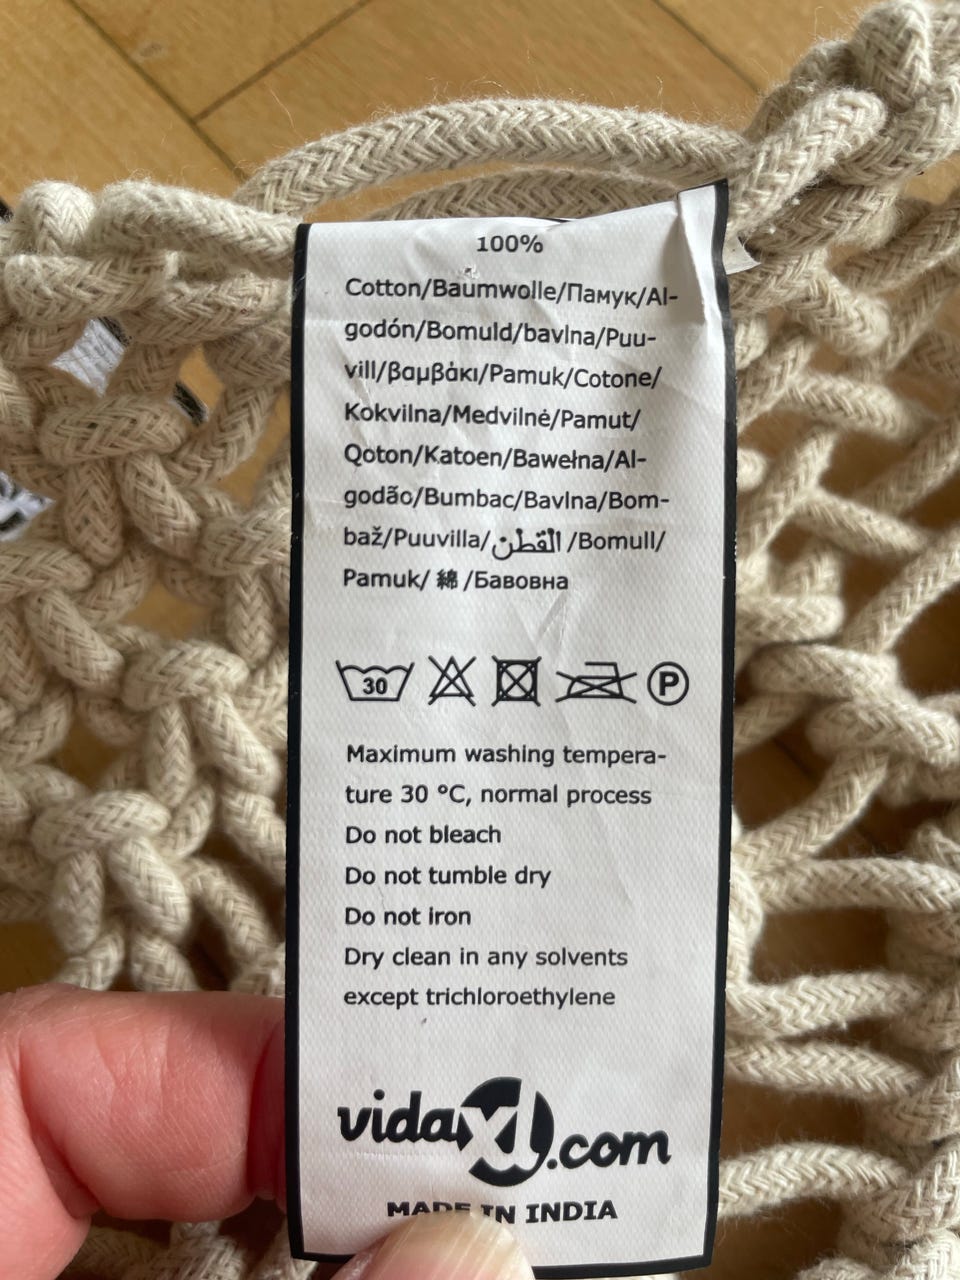 100%
Cotton/Baumwolle/Памук/Al-
godón/Bomuld/bavlna/Puu-
vill/βαμβάκι/Pamuk/Cotone/
Kokvilna/Medvilnė/Pamut/
Qoton/Katoen/Bawełna/Al-
godão/Bumbac/Bavlna/Bom-
baž/Puuvilla/القطن/Bomull/
Pamuk/ 綿 /Бавовна
30 P
Maximum washing tempera-
ture 30 °C, normal process
Do not bleach
Do not tumble dry
Do not iron
Dry clean in any solvents
except trichloroethylene
vidaXL.com
MADE IN INDIA